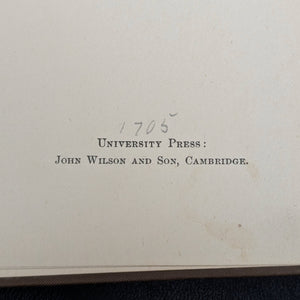 1705
University Press:
John Wilson and Son, Cambridge.